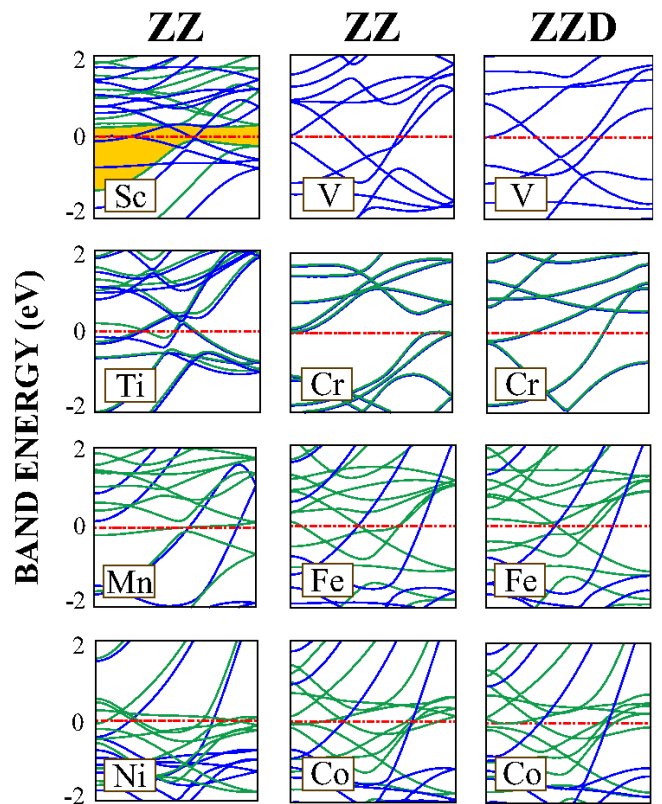 ZZ ZZ ZZD
BAND ENERGY (eV)
2
0
-2
Sc V V
2
0
-2
Ti Cr Cr
2
0
-2
Mn Fe Fe
2
0
-2
Ni Co Co